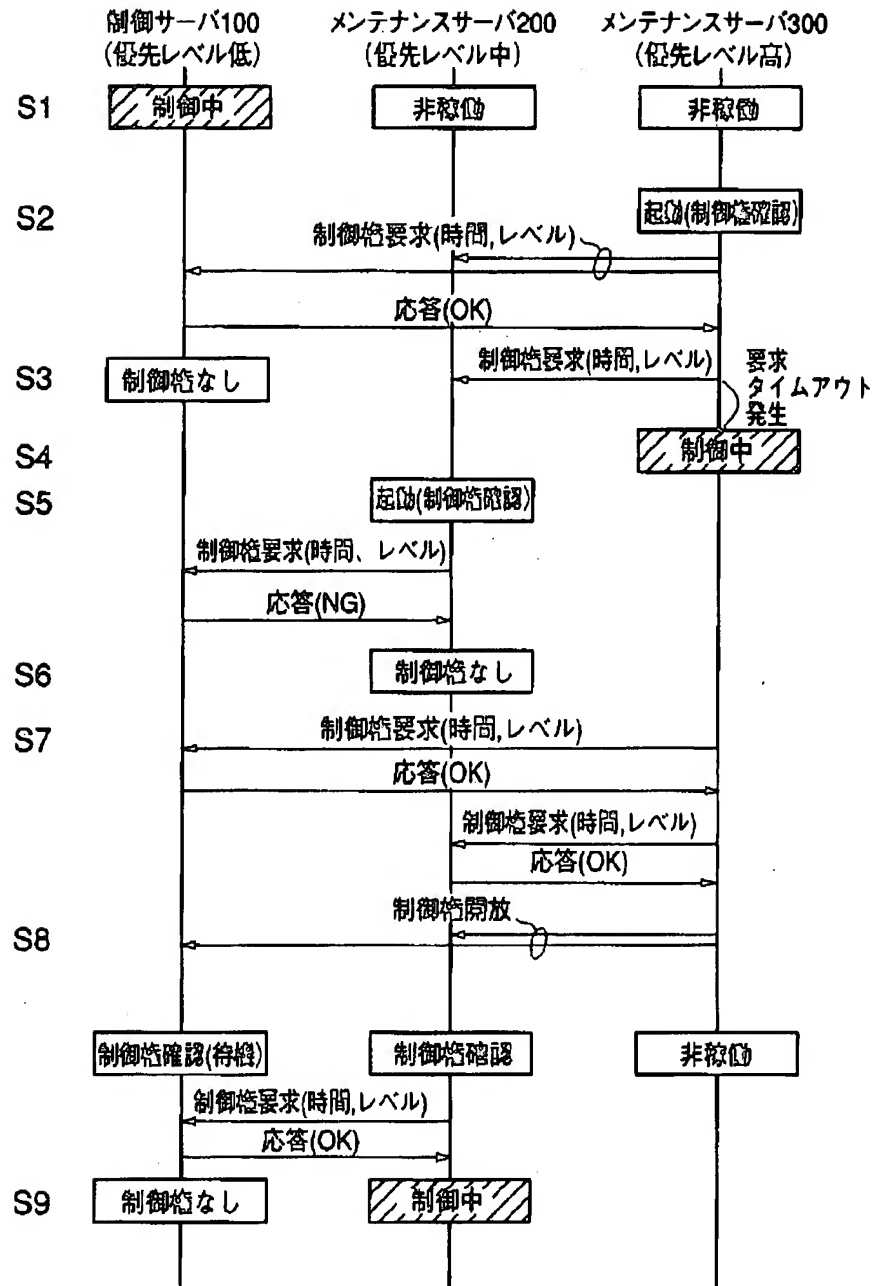 制御サーバ100
(優先レベル低)
メンテナンスサーバ200
(優先レベル中)
メンテナンスサーバ300
(優先レベル高)
S1
制御中
非稼働
非稼働
S2
起動(制御権確認)
制御権要求(時間,レベル)
応答(OK)
S3
制御権なし
制御権要求(時間,レベル)
要求
タイムアウト
発生
S4
制御中
S5
起動(制御権確認)
制御権要求(時間、レベル)
応答(NG)
S6
制御権なし
S7
制御権要求(時間,レベル)
応答(OK)
制御権要求(時間,レベル)
応答(OK)
S8
制御権開放
制御権確認(待機)
制御権確認
非稼働
制御権要求(時間,レベル)
応答(OK)
S9
制御権なし
制御中